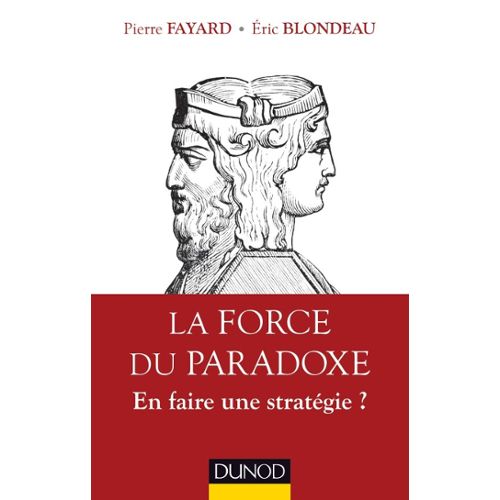 Pierre FAYARD • Éric BLONDEAU
LA FORCE
DU PARADOXE
En faire une stratégie ?
DUNOD